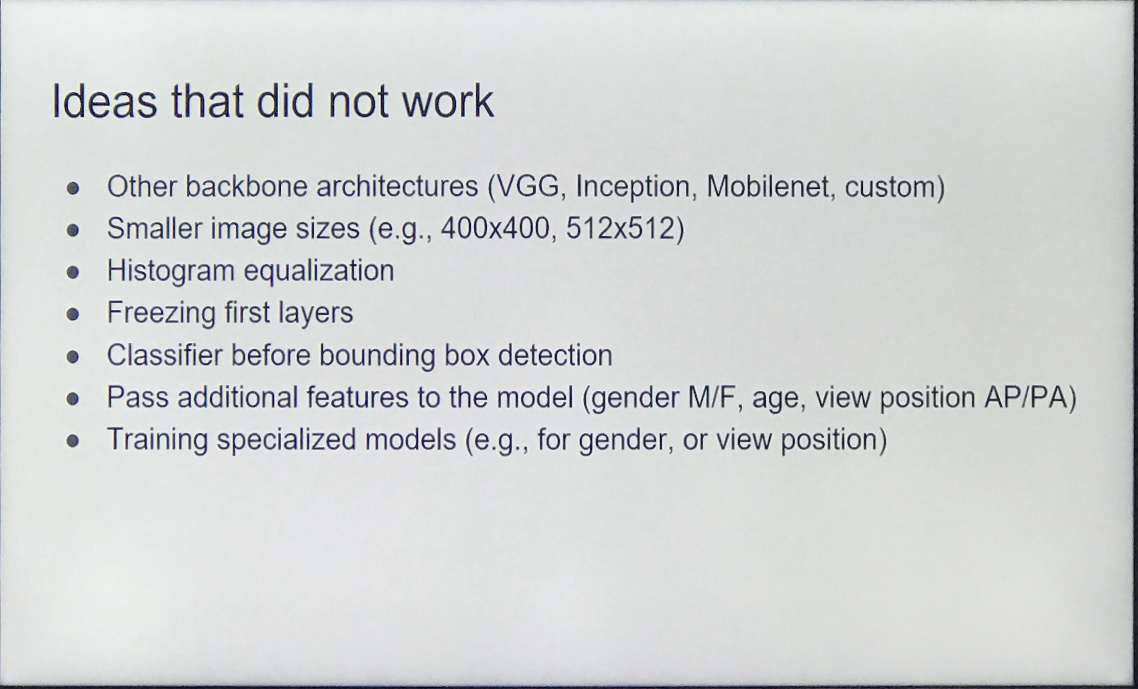 Ideas that did not work
● Other backbone architectures (VGG, Inception, Mobilenet, custom)
● Smaller image sizes (e.g., 400x400, 512x512)
● Histogram equalization
● Freezing first layers
● Classifier before bounding box detection
● Pass additional features to the model (gender M/F, age, view position AP/PA)
● Training specialized models (e.g., for gender, or view position)